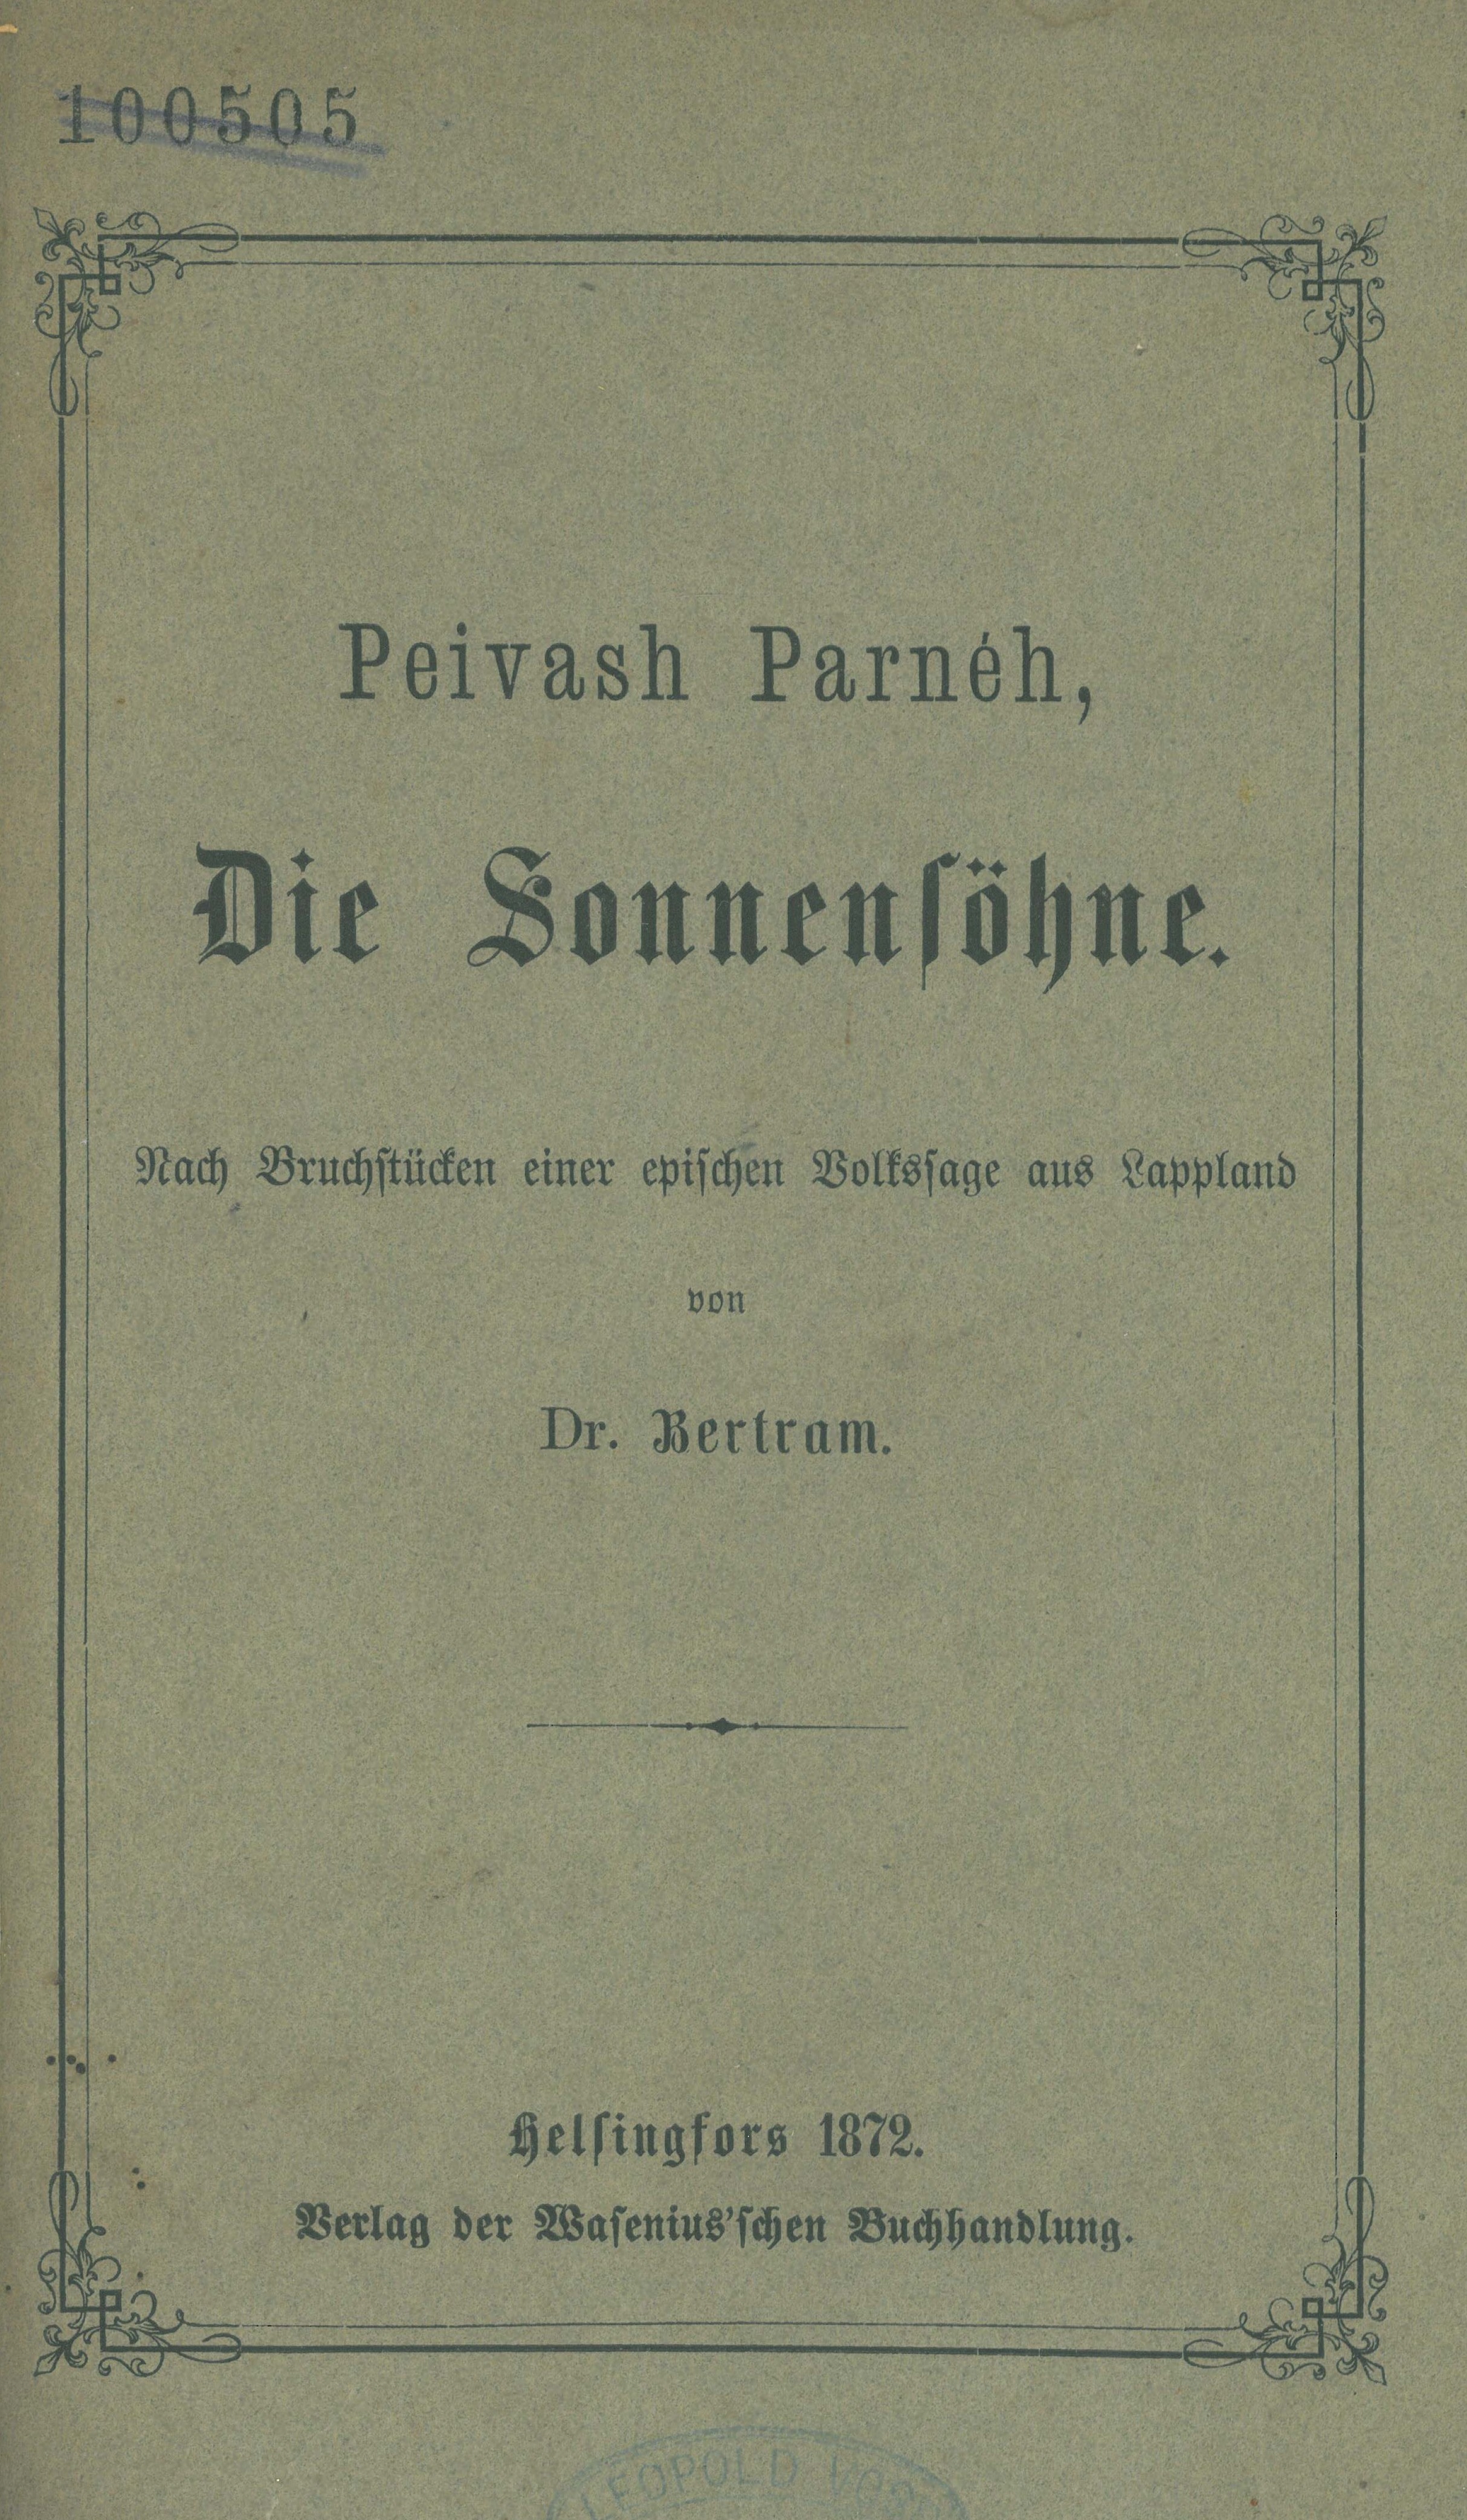 100505
Peivash Parnéh,
Die Sonnenſöhne.
Nach Bruchſtücken einer epiſchen Volksſage aus Lappland
von
Dr. Bertram.
Helſingfors 1872.
Verlag der Waſenius'ſchen Buchhandlung.
LEOPOLD